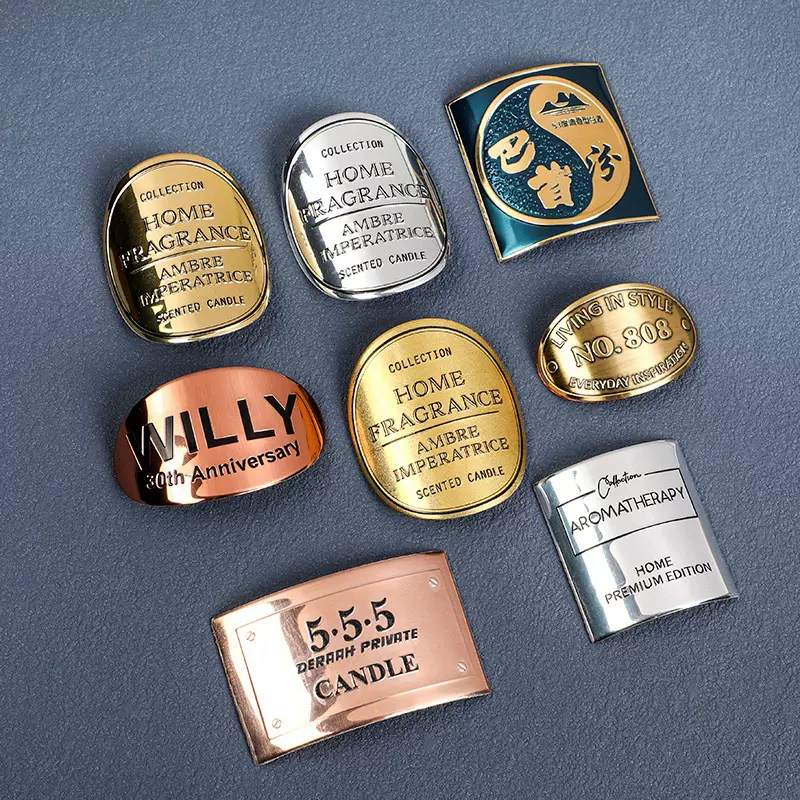 COLLECTION
HOME
FRAGRANCE
AMBRE
IMPERATRICE
SCENTED CANDLE
COLLECTION
HOME
FRAGRANCE
AMBRE
IMPERATRICE
SCENTED CANDLE
巴首汾
LIVING IN STYLE
NO. 808
EVERYDAY INSPIRATION
WILLY
30th Anniversary
COLLECTION
HOME
FRAGRANCE
AMBRE
IMPERATRICE
SCENTED CANDLE
Collection
AROMATHERAPY
HOME
PREMIUM EDITION
5·5·5
DERAAH PRIVATE
CANDLE